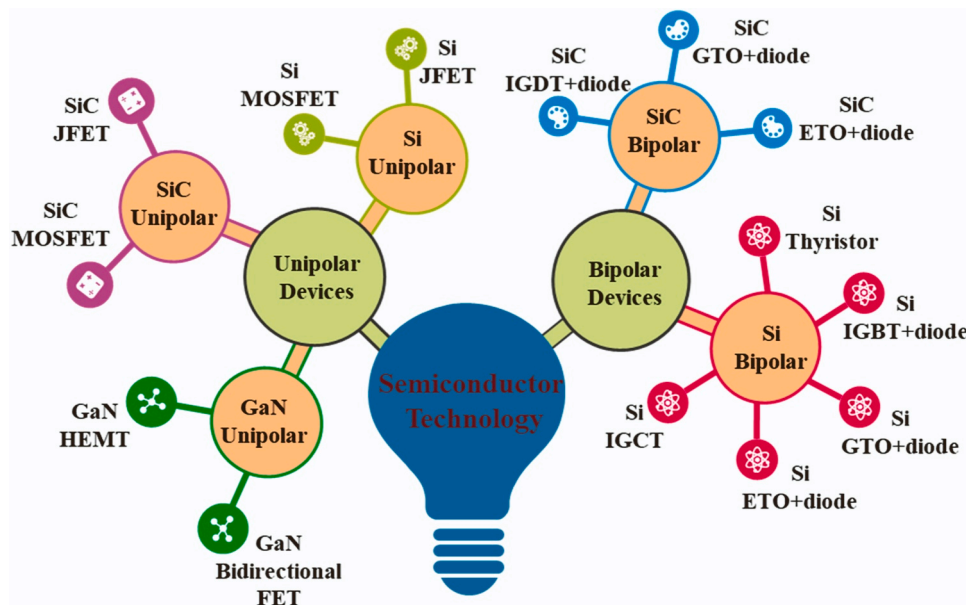 SiC
JFET
SiC
MOSFET
SiC
Unipolar
Si
MOSFET
Si
JFET
Si
Unipolar
Unipolar
Devices
GaN
HEMT
GaN
Unipolar
GaN
Bidirectional
FET
Semiconductor
Technology
SiC
IGDT+diode
SiC
GTO+diode
SiC
ETO+diode
SiC
Bipolar
Bipolar
Devices
Si
Thyristor
Si
IGBT+diode
Si
Bipolar
Si
IGCT
Si
GTO+diode
Si
ETO+diode